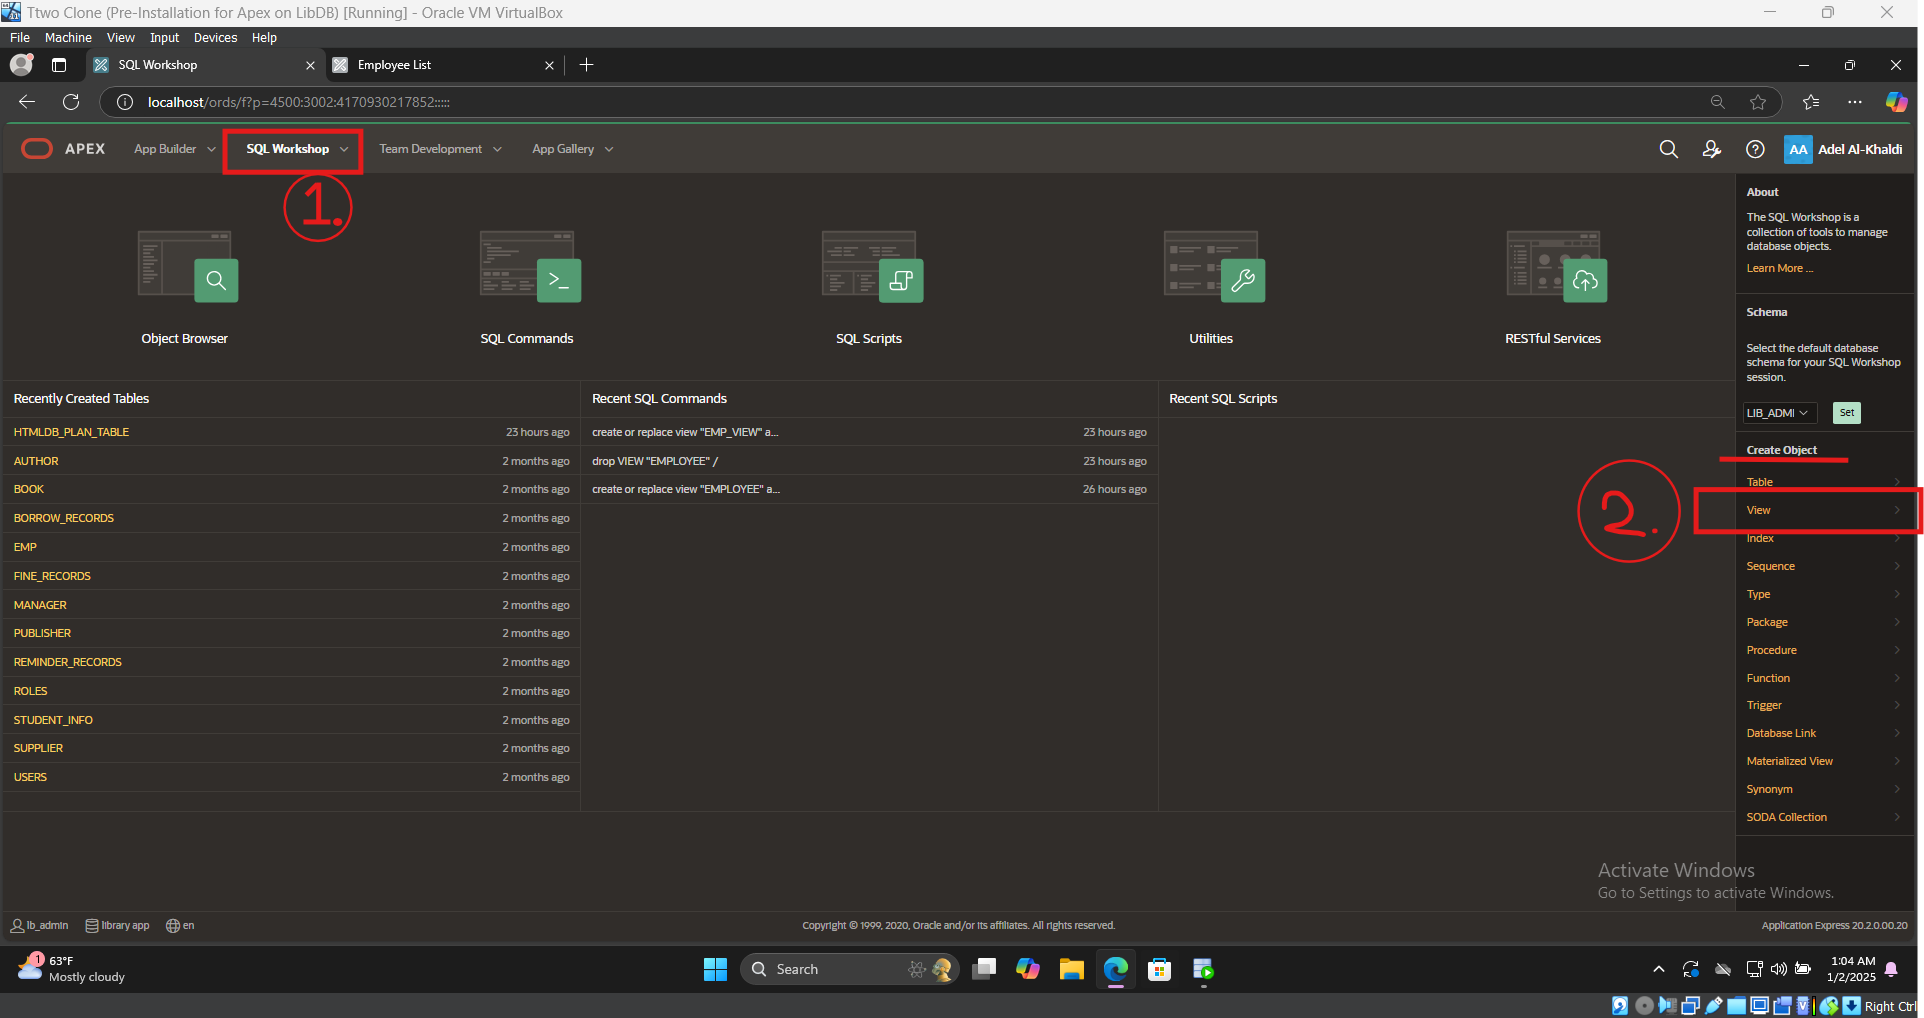 Ttwo Clone (Pre-Installation for Apex on LibDB) [Running] - Oracle VM VirtualBox
File Machine View Input Devices Help
SQL Workshop
Employee List
localhost/ords/f?p=4500:3002:4170930217852:::::
APEX
App Builder
SQL Workshop
Team Development
App Gallery
AA
Adel Al-Khaldi
1.
Object Browser
SQL Commands
SQL Scripts
Utilities
RESTful Services
Recently Created Tables
HTMLDB_PLAN_TABLE 23 hours ago
AUTHOR 2 months ago
BOOK 2 months ago
BORROW_RECORDS 2 months ago
EMP 2 months ago
FINE_RECORDS 2 months ago
MANAGER 2 months ago
PUBLISHER 2 months ago
REMINDER_RECORDS 2 months ago
ROLES 2 months ago
STUDENT_INFO 2 months ago
SUPPLIER 2 months ago
USERS 2 months ago
Recent SQL Commands
create or replace view "EMP_VIEW" a... 23 hours ago
drop VIEW "EMPLOYEE" / 23 hours ago
create or replace view "EMPLOYEE" a... 26 hours ago
Recent SQL Scripts
About
The SQL Workshop is a
collection of tools to manage
database objects.
Learn More ...
Schema
Select the default database
schema for your SQL Workshop
session.
LIB_ADMI
Set
Create Object
Table
2.
View
Index
Sequence
Type
Package
Procedure
Function
Trigger
Database Link
Materialized View
Synonym
SODA Collection
Activate Windows
Go to Settings to activate Windows.
lb_admin
library app
en
Copyright © 1999, 2020, Oracle and/or its affiliates. All rights reserved.
Application Express 20.2.0.00.20
1
63°F
Mostly cloudy
Search
1:04 AM
1/2/2025
Right Ctrl